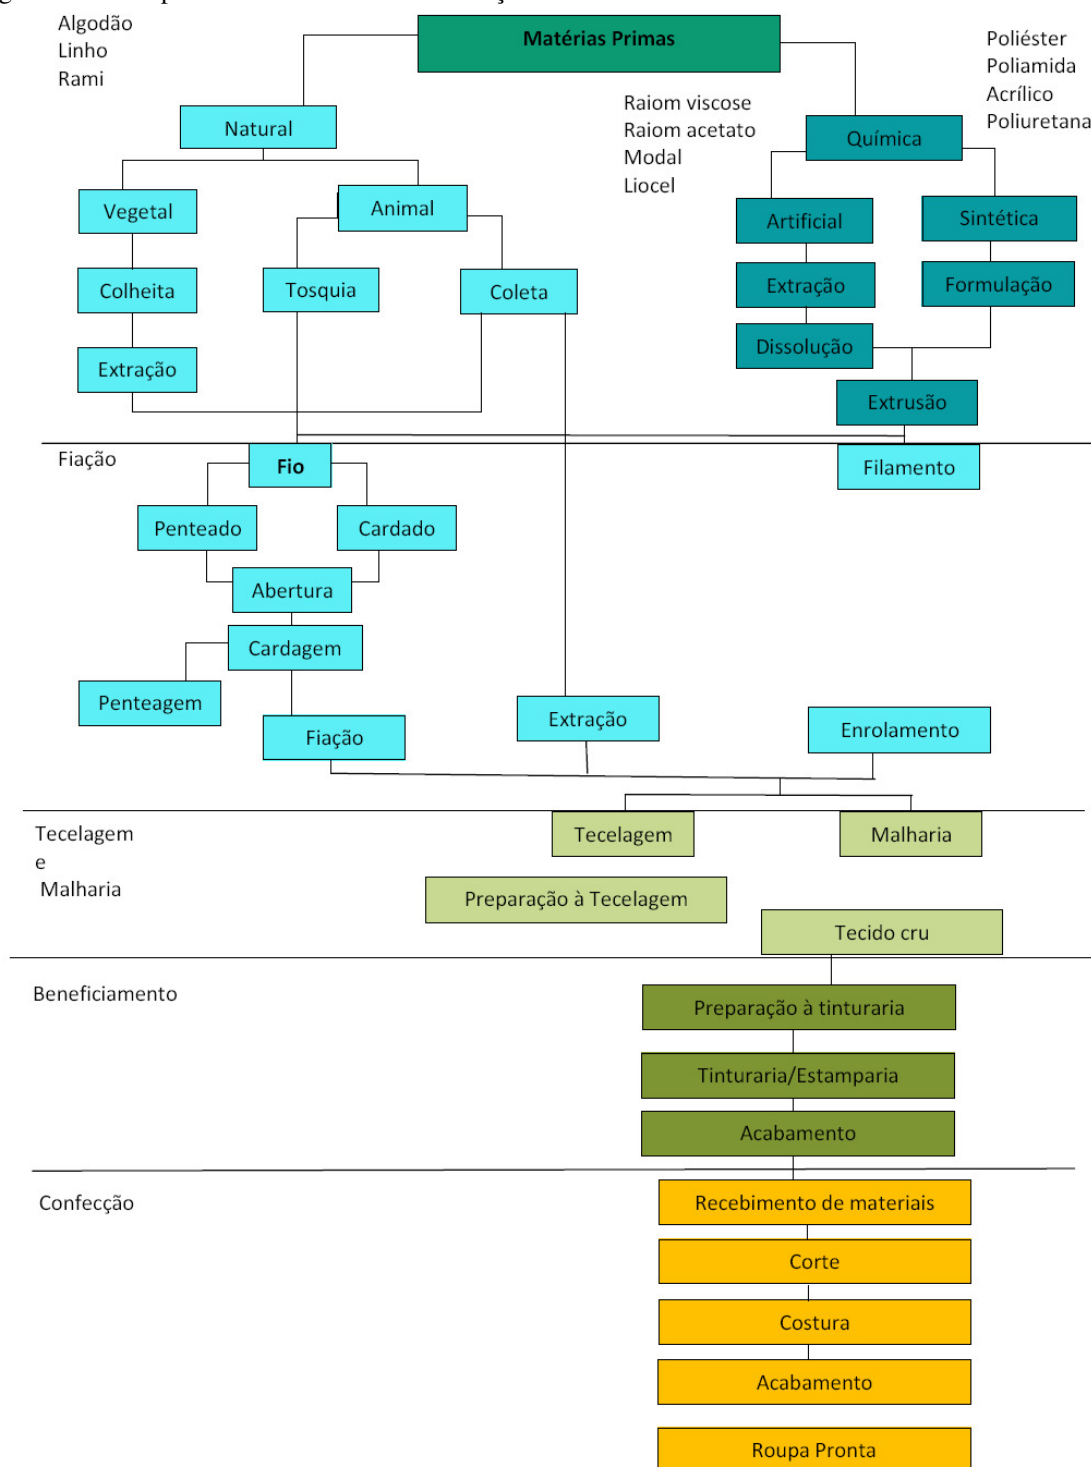 Algodão
Linho
Rami
Matérias Primas
Poliéster
Poliamida
Acrílico
Poliuretana
Raiom viscose
Raiom acetato
Modal
Liocel
Natural
Química
Vegetal
Animal
Artificial
Sintética
Colheita
Tosquia
Coleta
Extração
Formulação
Extração
Dissolução
Extrusão
Fiação
Fio
Filamento
Penteado
Cardado
Abertura
Cardagem
Penteagem
Fiação
Extração
Enrolamento
Tecelagem
e
Malharia
Tecelagem
Malharia
Preparação à Tecelagem
Tecido cru
Beneficiamento
Preparação à tinturaria
Tinturaria/Estamparia
Acabamento
Confecção
Recebimento de materiais
Corte
Costura
Acabamento
Roupa Pronta